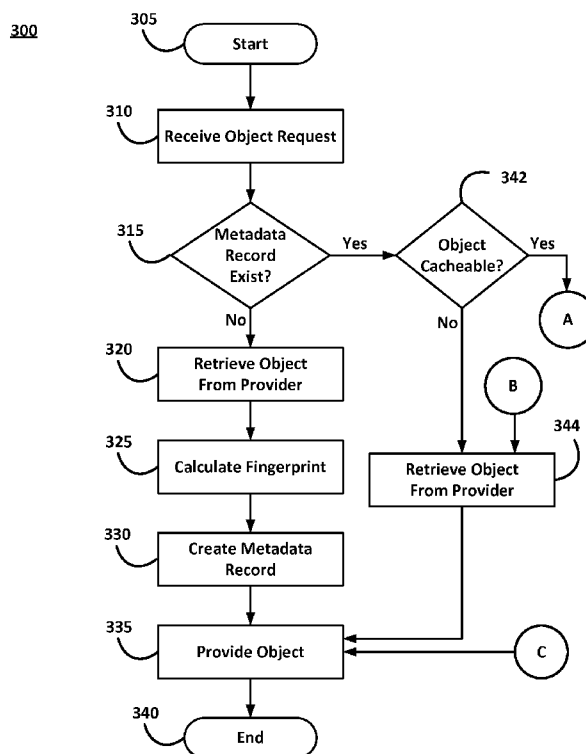 300
305
Start
310
Receive Object Request
342
315
Metadata
Record
Exist?
Yes
Object
Cacheable?
Yes
A
No
No
320
Retrieve Object
From Provider
B
344
325
Calculate Fingerprint
Retrieve Object
From Provider
330
Create Metadata
Record
335
Provide Object
C
340
End